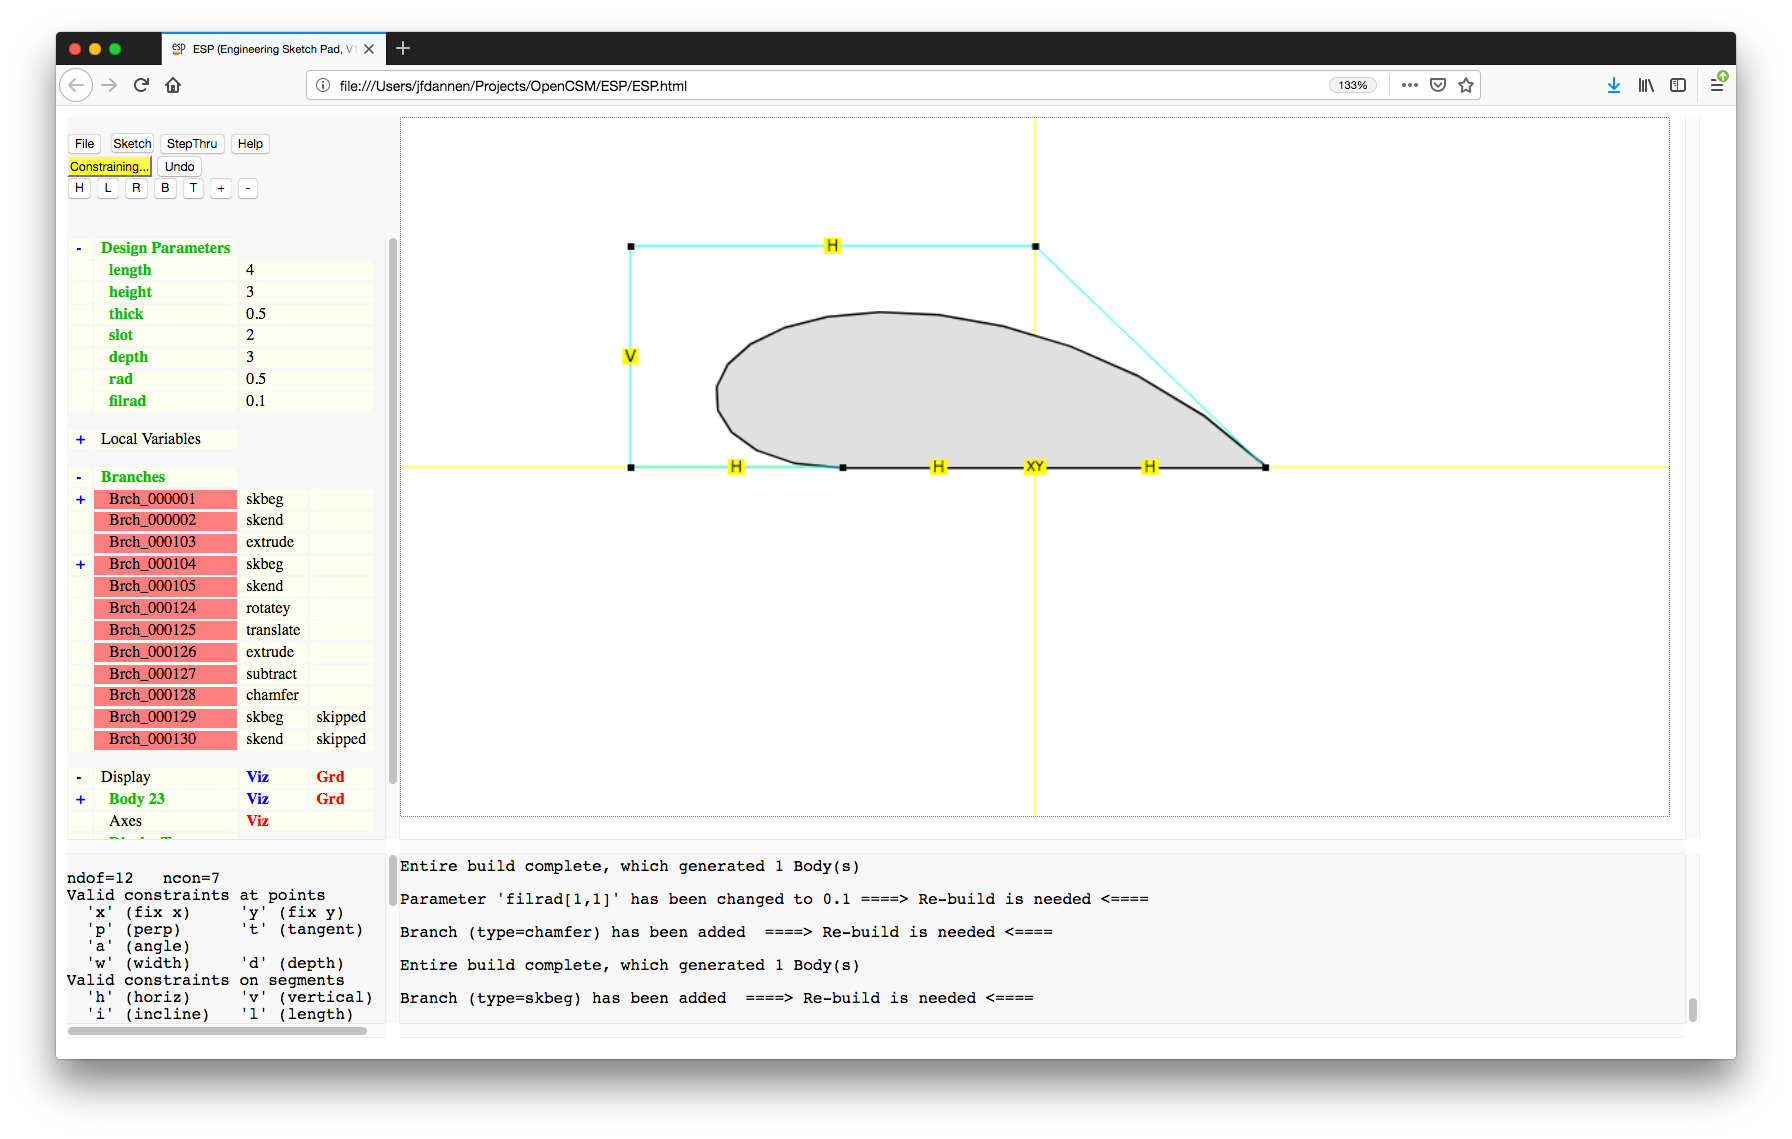 esp ESP (Engineering Sketch Pad, V1
file:///Users/jfdannen/Projects/OpenCSM/ESP/ESP.html 133%
File Sketch StepThru Help
Constraining... Undo
H L R B T + -
- Design Parameters
length 4
height 3
thick 0.5
slot 2
depth 3
rad 0.5
filrad 0.1
+ Local Variables
- Branches
+ Brch_000001 skbeg
Brch_000002 skend
Brch_000103 extrude
+ Brch_000104 skbeg
Brch_000105 skend
Brch_000124 rotatey
Brch_000125 translate
Brch_000126 extrude
Brch_000127 subtract
Brch_000128 chamfer
Brch_000129 skbeg skipped
Brch_000130 skend skipped
- Display Viz Grd
+ Body 23 Viz Grd
Axes Viz
H
V
H H XY H
ndof=12 ncon=7
Valid constraints at points
'x' (fix x) 'y' (fix y)
'p' (perp) 't' (tangent)
'a' (angle)
'w' (width) 'd' (depth)
Valid constraints on segments
'h' (horiz) 'v' (vertical)
'i' (incline) 'l' (length)
Entire build complete, which generated 1 Body(s)
Parameter 'filrad[1,1]' has been changed to 0.1 ====> Re-build is needed <====
Branch (type=chamfer) has been added ====> Re-build is needed <====
Entire build complete, which generated 1 Body(s)
Branch (type=skbeg) has been added ====> Re-build is needed <====